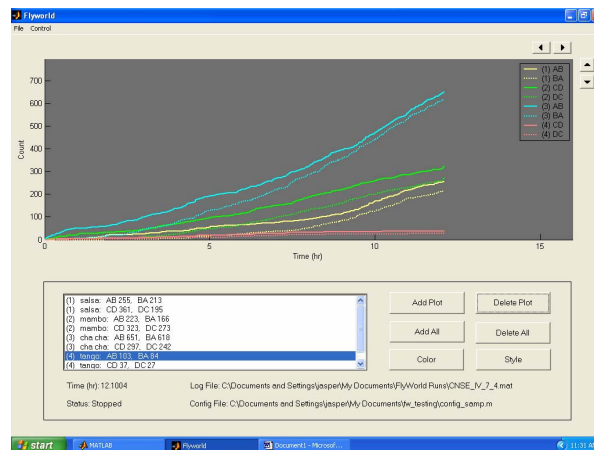 Flyworld
File Control
700
600
500
400
300
200
100
0
Count
0 5 10 15
Time (hr)
(1) AB
(1) BA
(2) CD
(2) DC
(3) AB
(3) BA
(4) CD
(4) DC
(1) salsa: AB 255, BA 213
(1) salsa: CD 361, DC 195
(2) mambo: AB 223, BA 166
(2) mambo: CD 323, DC 273
(3) cha cha: AB 651, BA 618
(3) cha cha: CD 297, DC 242
(4) tango: AB 103, BA 84
(4) tango: CD 37, DC 27
Add Plot Delete Plot
Add All Delete All
Color Style
Time (hr): 12.1004 Log File: C:\Documents and Settings\jasper\My Documents\FlyWorld Runs\CNSE_IV_7_4.mat
Status: Stopped Config File: C:\Documents and Settings\jasper\My Documents\fw_testing\config_samp.m
start MATLAB Flyworld Document1 - Microsof... 11:31 AM